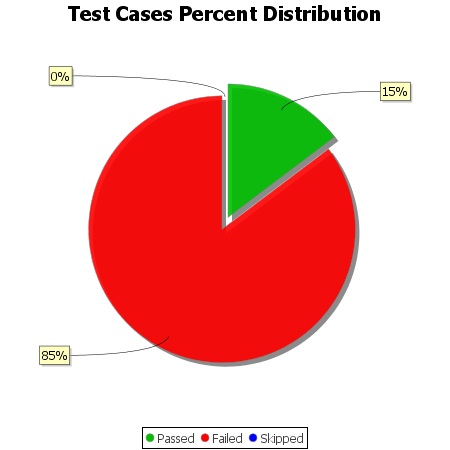 Test Cases Percent Distribution
0%
15%
85%
Passed Failed Skipped